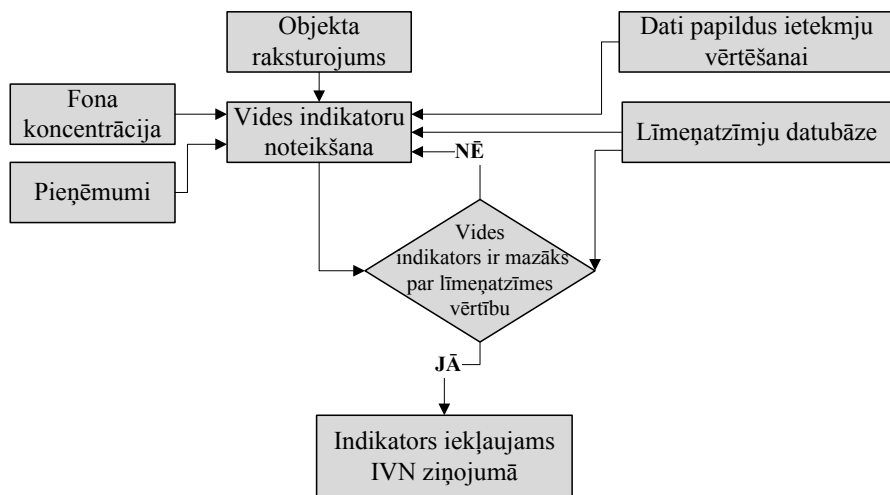 Objekta
raksturojums
Dati papildus ietekmju
vērtēšanai
Fona
koncentrācija
Vides indikatoru
noteikšana
Līmeņatzīmju datubāze
NĒ
Pieņēmumi
Vides
indikators ir mazāks
par līmeņatzīmes
vērtību
JĀ
Indikators iekļaujams
IVN ziņojumā